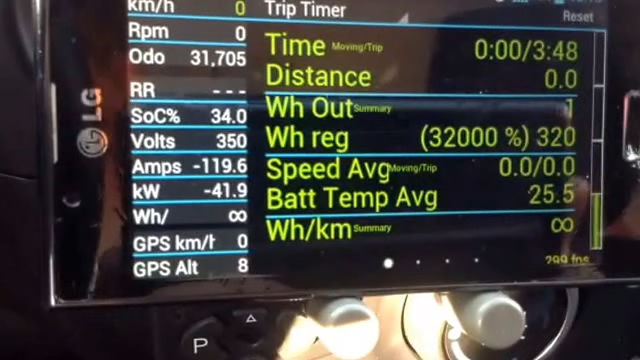 km/h 0
Rpm 0
Odo 31,705
RR - - -
SoC% 34.0
Volts 350
Amps -119.6
kW -41.9
Wh/ ∞
GPS km/h 0
GPS Alt 8
Trip Timer
Reset
Time Moving/Trip 0:00/3:48
Distance 0.0
Wh Out Summary 1
Wh reg (32000 %) 320
Speed Avg Moving/Trip 0.0/0.0
Batt Temp Avg 25.5
Wh/km Summary ∞
299 fps
LG
P